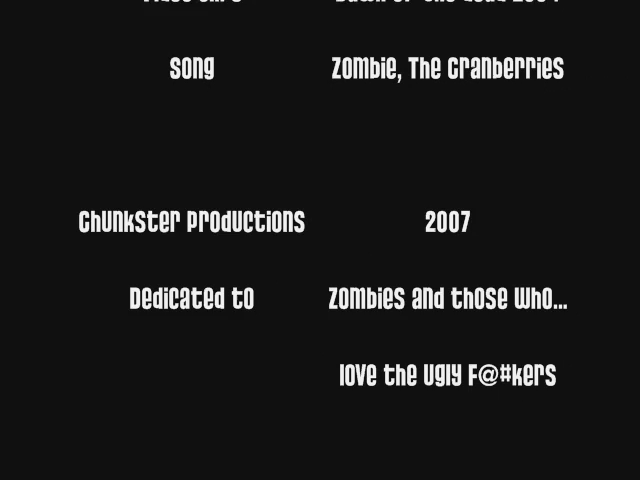 Song Zombie, The Cranberries
Chunkster Productions 2007
Dedicated to Zombies and those who...
love the Ugly F@#kers